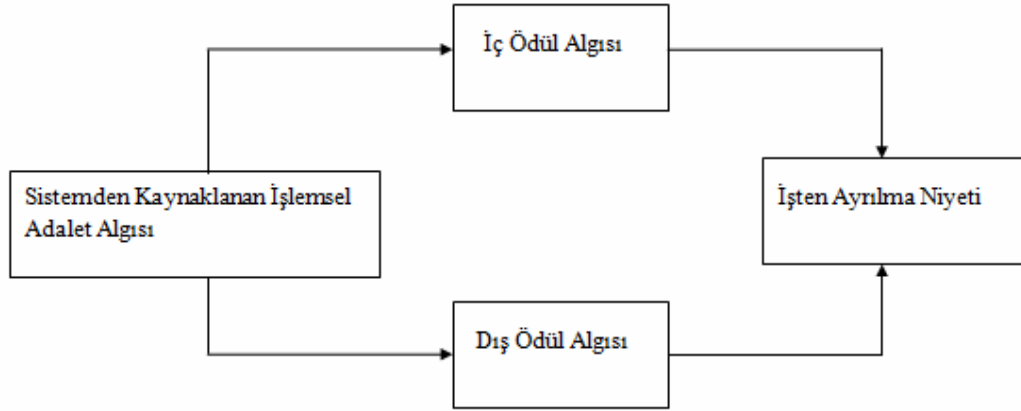 İç Ödül Algısı
Sistemden Kaynaklanan İşlemsel
Adalet Algısı
İşten Ayrılma Niyeti
Dış Ödül Algısı